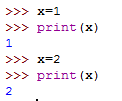 >>> x=1
>>> print(x)
1
>>> x=2
>>> print(x)
2